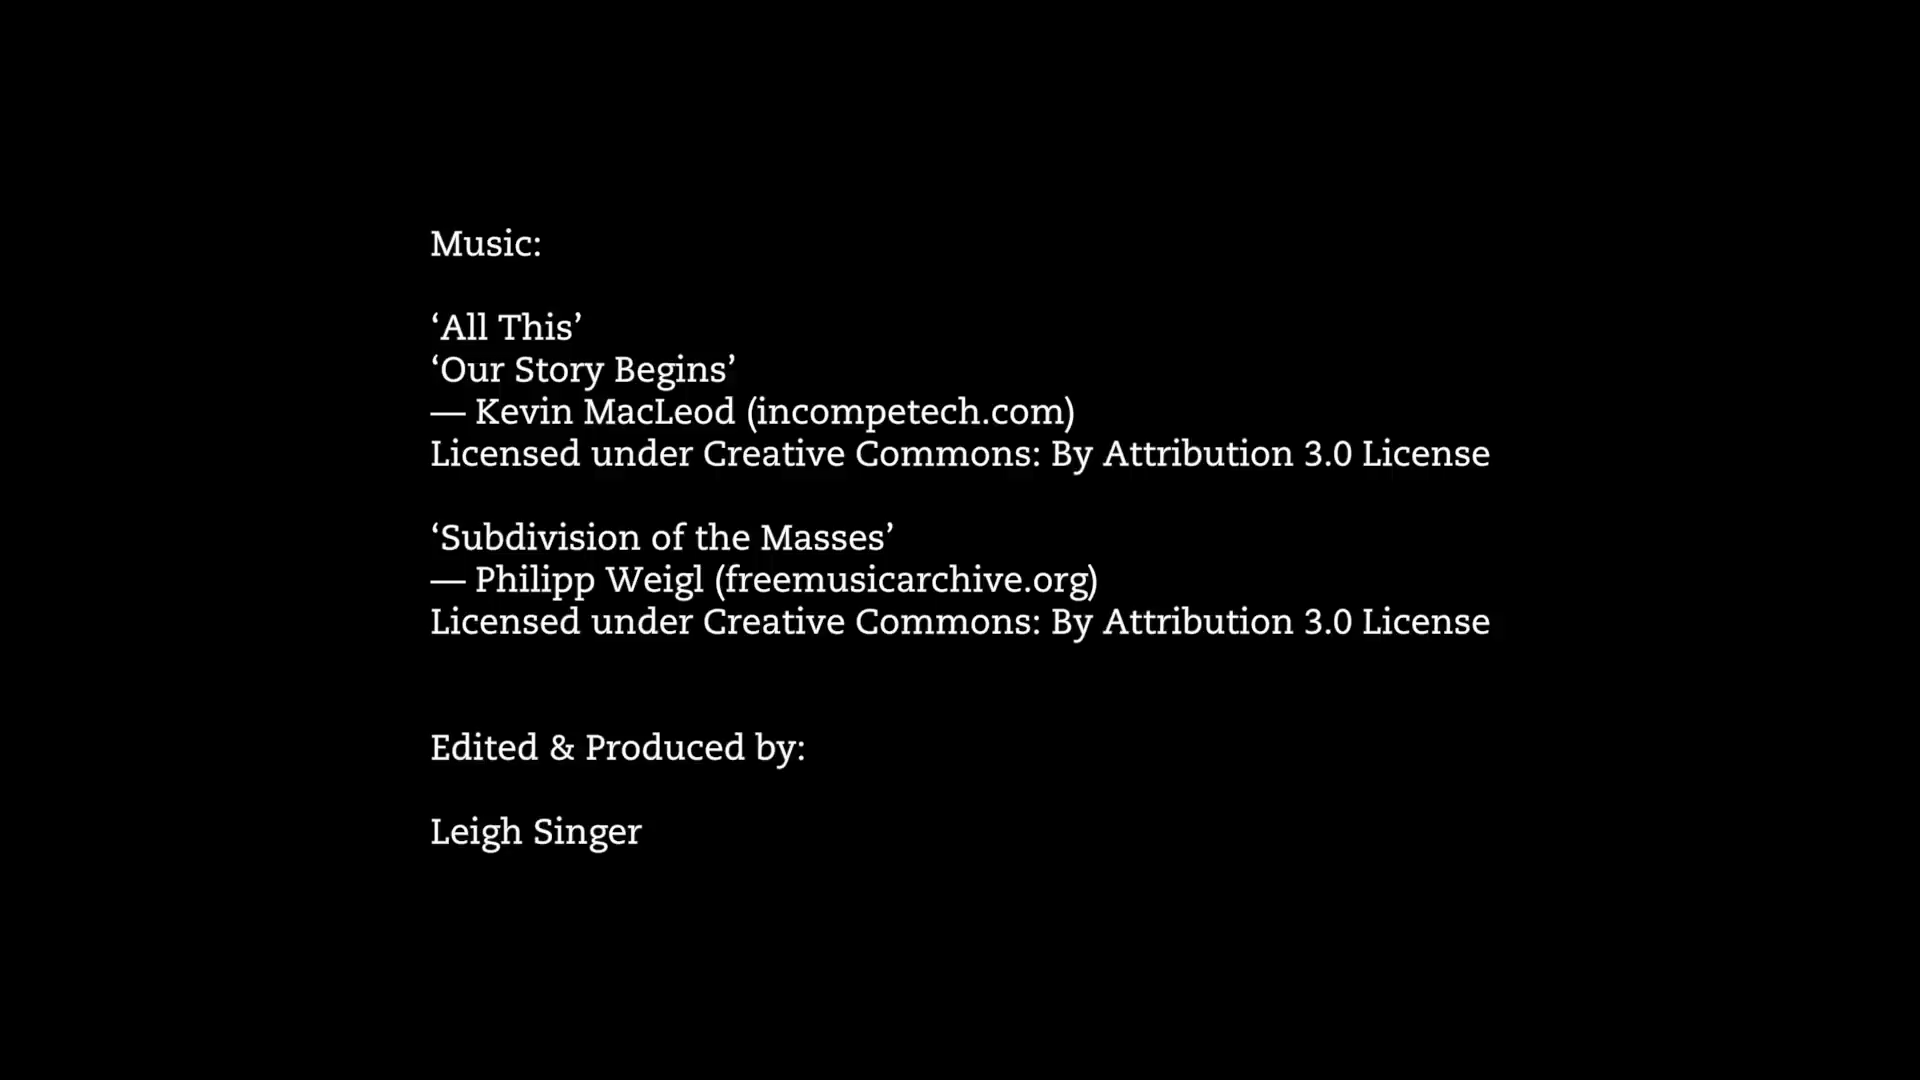 Music:
‘All This’
‘Our Story Begins’
— Kevin MacLeod (incompetech.com)
Licensed under Creative Commons: By Attribution 3.0 License
‘Subdivision of the Masses’
— Philipp Weigl (freemusicarchive.org)
Licensed under Creative Commons: By Attribution 3.0 License
Edited & Produced by:
Leigh Singer